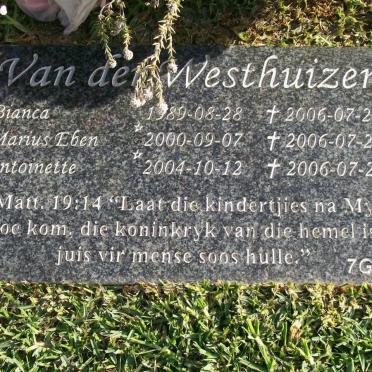 Van der Westhuizen
Bianca 1989-08-28 † 2006-07-2
Marius Eben * 2000-09-07 † 2006-07-2
Antoinette * 2004-10-12 † 2006-07-2
Matt. 19:14 "Laat die kindertjies na My
toe kom, die koninkryk van die hemel is
juis vir mense soos hulle."
7G